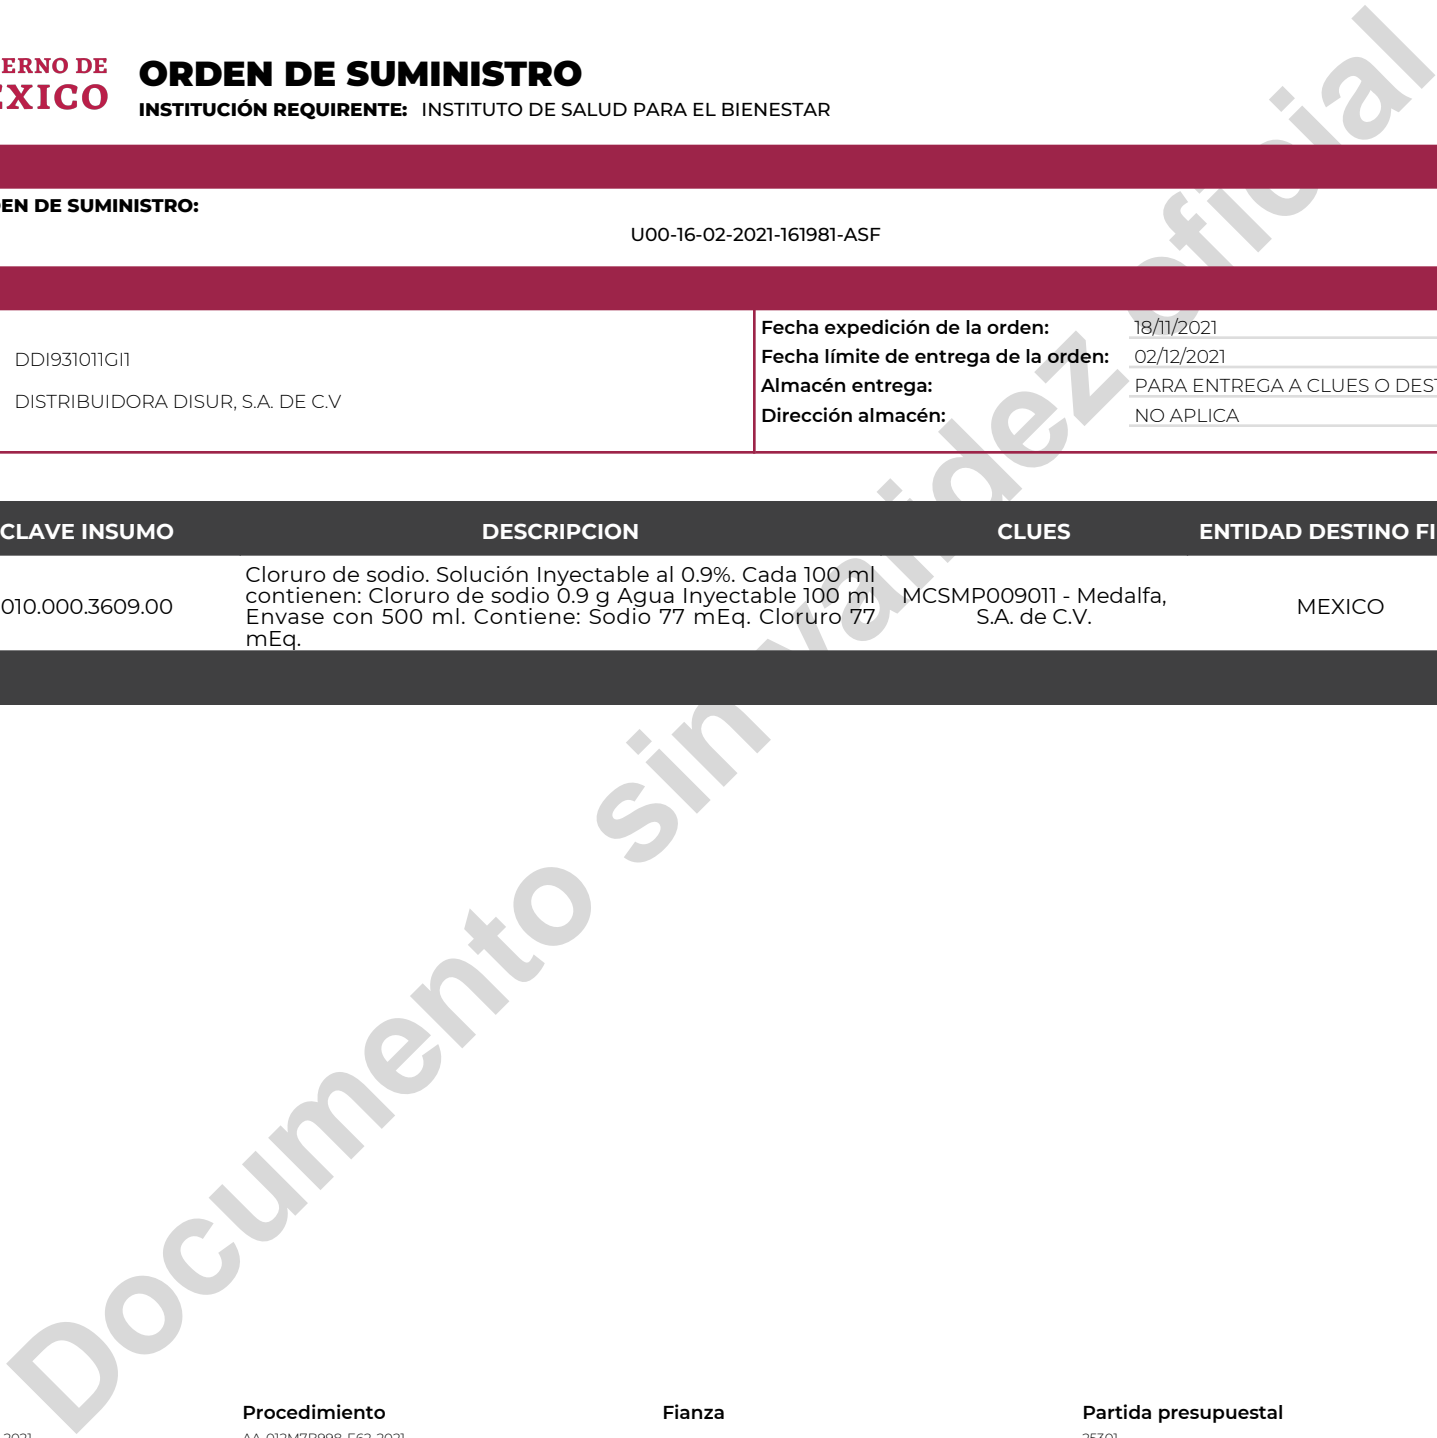 ERNO DE
EXICO
ORDEN DE SUMINISTRO
INSTITUCIÓN REQUIRENTE: INSTITUTO DE SALUD PARA EL BIENESTAR
EN DE SUMINISTRO:
U00-16-02-2021-161981-ASF
DDI931011GI1
DISTRIBUIDORA DISUR, S.A. DE C.V
Fecha expedición de la orden: 18/11/2021
Fecha límite de entrega de la orden: 02/12/2021
Almacén entrega: PARA ENTREGA A CLUES O DEST
Dirección almacén: NO APLICA
CLAVE INSUMO DESCRIPCION CLUES ENTIDAD DESTINO FI
010.000.3609.00
Cloruro de sodio. Solución Inyectable al 0.9%. Cada 100 ml
contienen: Cloruro de sodio 0.9 g Agua Inyectable 100 ml
Envase con 500 ml. Contiene: Sodio 77 mEq. Cloruro 77
mEq.
MCSMP009011 - Medalfa,
S.A. de C.V.
MEXICO
Documento sin validez oficial
Procedimiento Fianza Partida presupuestal